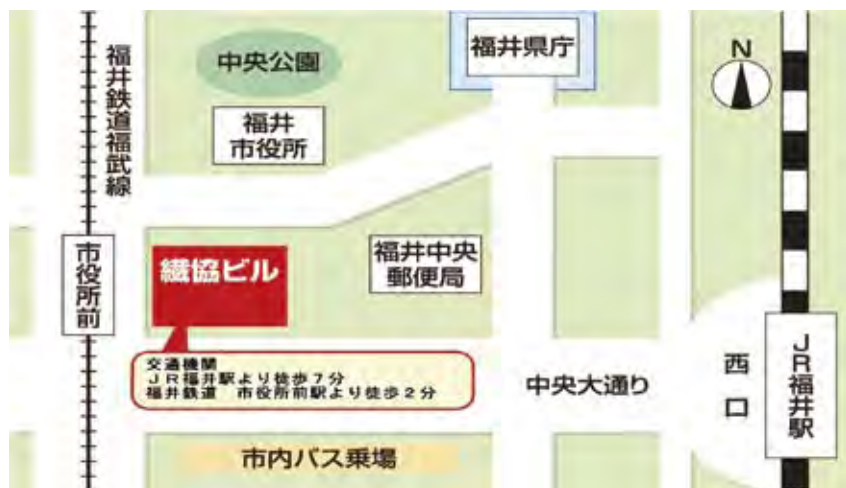 福井県庁
中央公園
N
福井鉄道福武線
福井
市役所
市役所前
繊協ビル
福井中央
郵便局
交通機関
JR福井駅より徒歩7分
福井鉄道 市役所前駅より徒歩2分
中央大通り
西口
JR福井駅
市内バス乗場